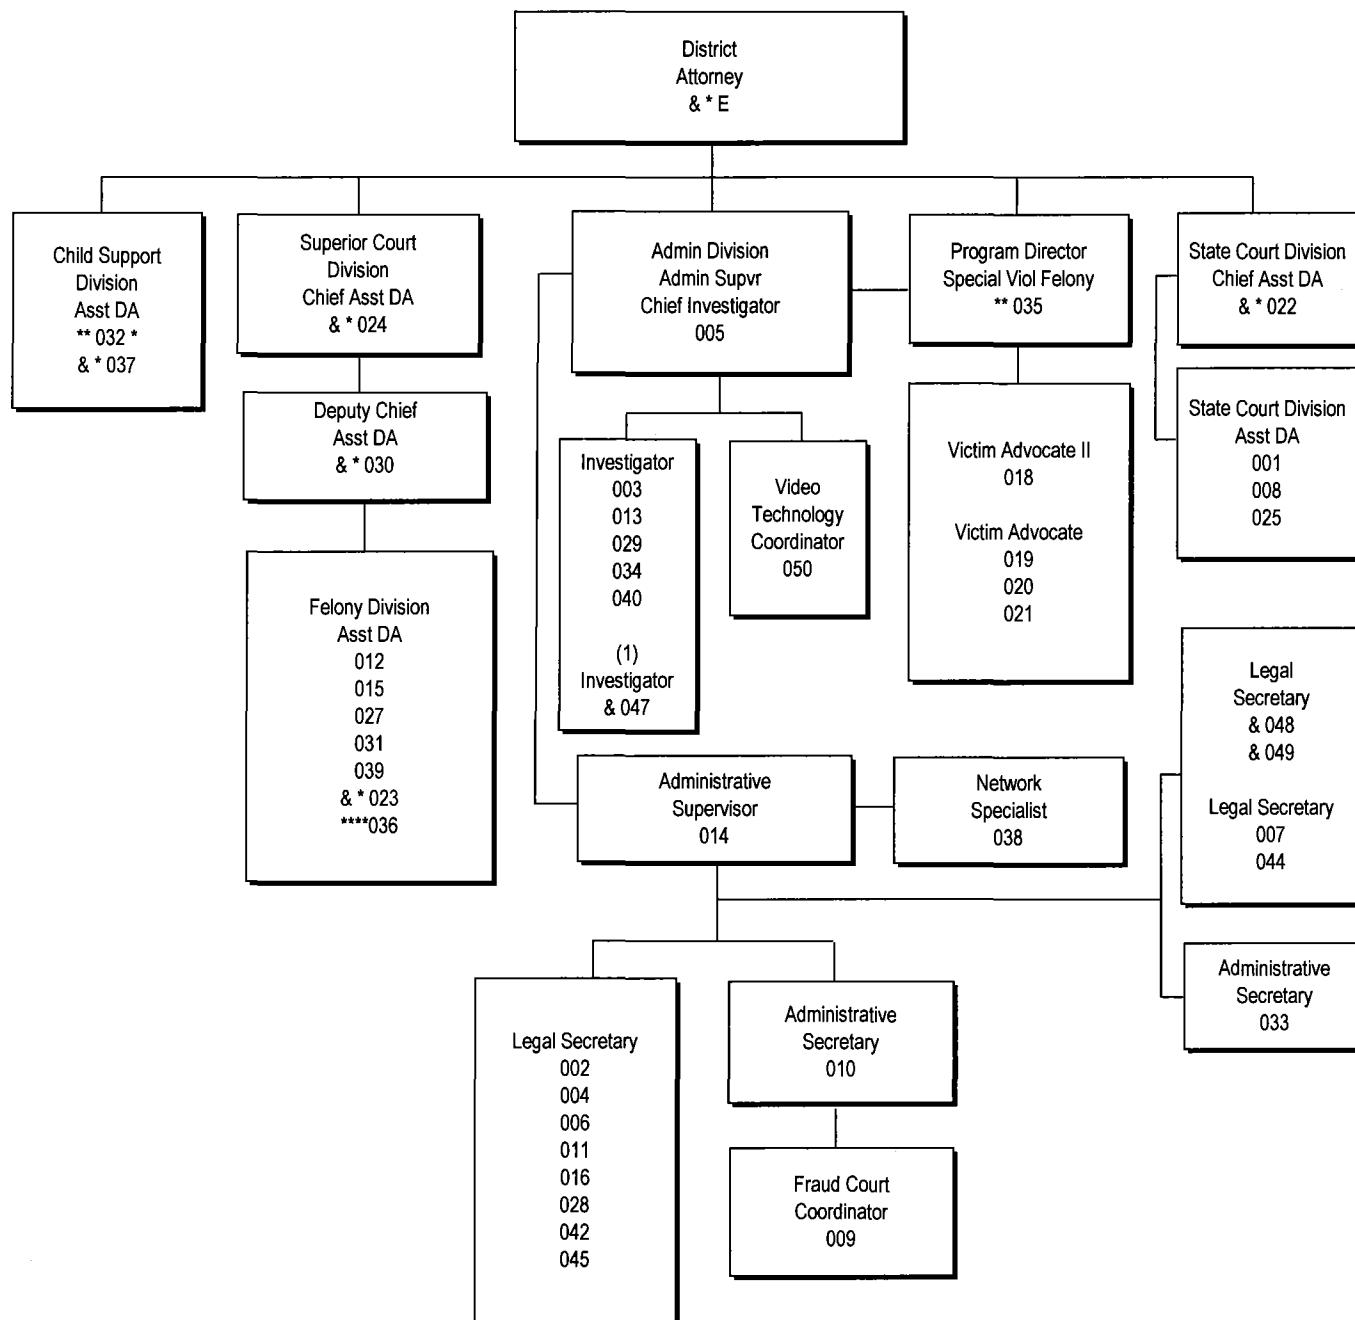 District
Attorney
& * E
Child Support
Division
Asst DA
** 032 *
& * 037
Superior Court
Division
Chief Asst DA
& * 024
Admin Division
Admin Supvr
Chief Investigator
005
Program Director
Special Viol Felony
** 035
State Court Division
Chief Asst DA
& * 022
Deputy Chief
Asst DA
& * 030
State Court Division
Asst DA
001
008
025
Investigator
003
013
029
034
040
(1)
Investigator
& 047
Video
Technology
Coordinator
050
Victim Advocate II
018
Victim Advocate
019
020
021
Felony Division
Asst DA
012
015
027
031
039
& * 023
****036
Legal
Secretary
& 048
& 049
Legal Secretary
007
044
Administrative
Supervisor
014
Network
Specialist
038
Administrative
Secretary
033
Legal Secretary
002
004
006
011
016
028
042
045
Administrative
Secretary
010
Fraud Court
Coordinator
009